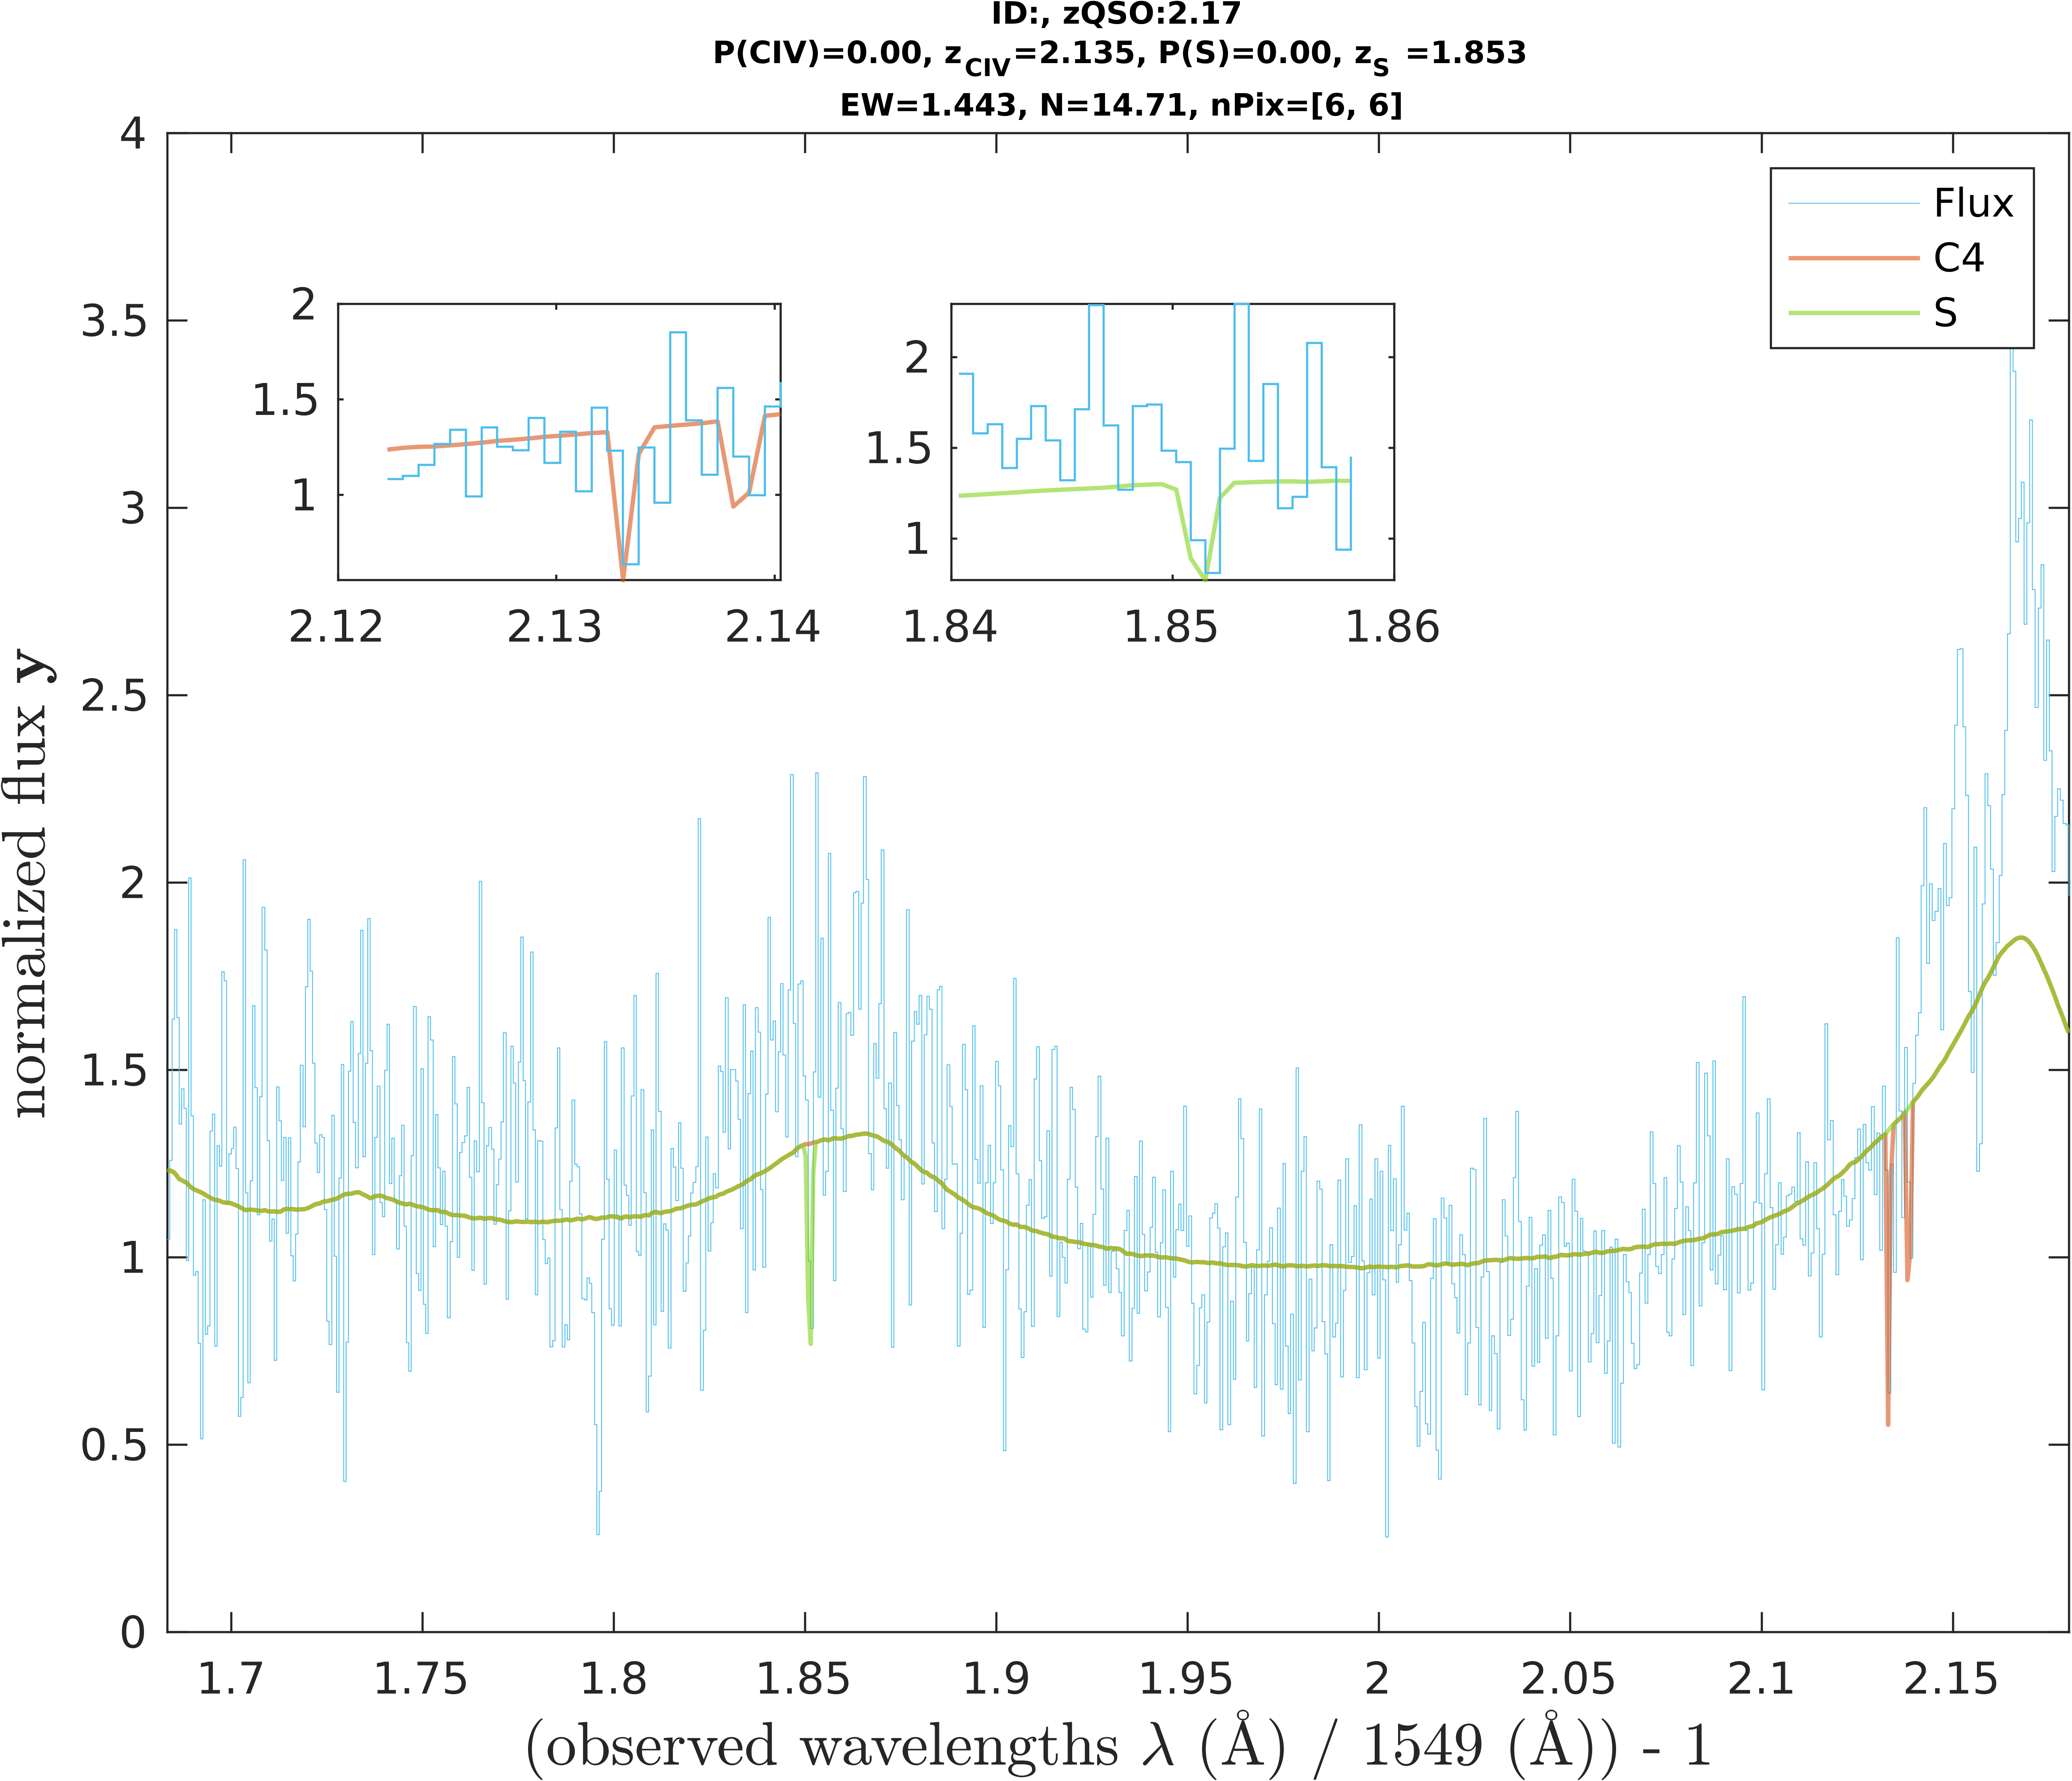 ID:, zQSO:2.17
P(CIV)=0.00, z_CIV=2.135, P(S)=0.00, z_S =1.853
EW=1.443, N=14.71, nPix=[6, 6]
4
3.5
3
2.5
2
1.5
1
0.5
0
normalized flux y
Flux
C4
S
2
1.5
1
2.12 2.13 2.14
2
1.5
1
1.84 1.85 1.86
1.7 1.75 1.8 1.85 1.9 1.95 2 2.05 2.1 2.15
(observed wavelengths λ (Å) / 1549 (Å)) - 1